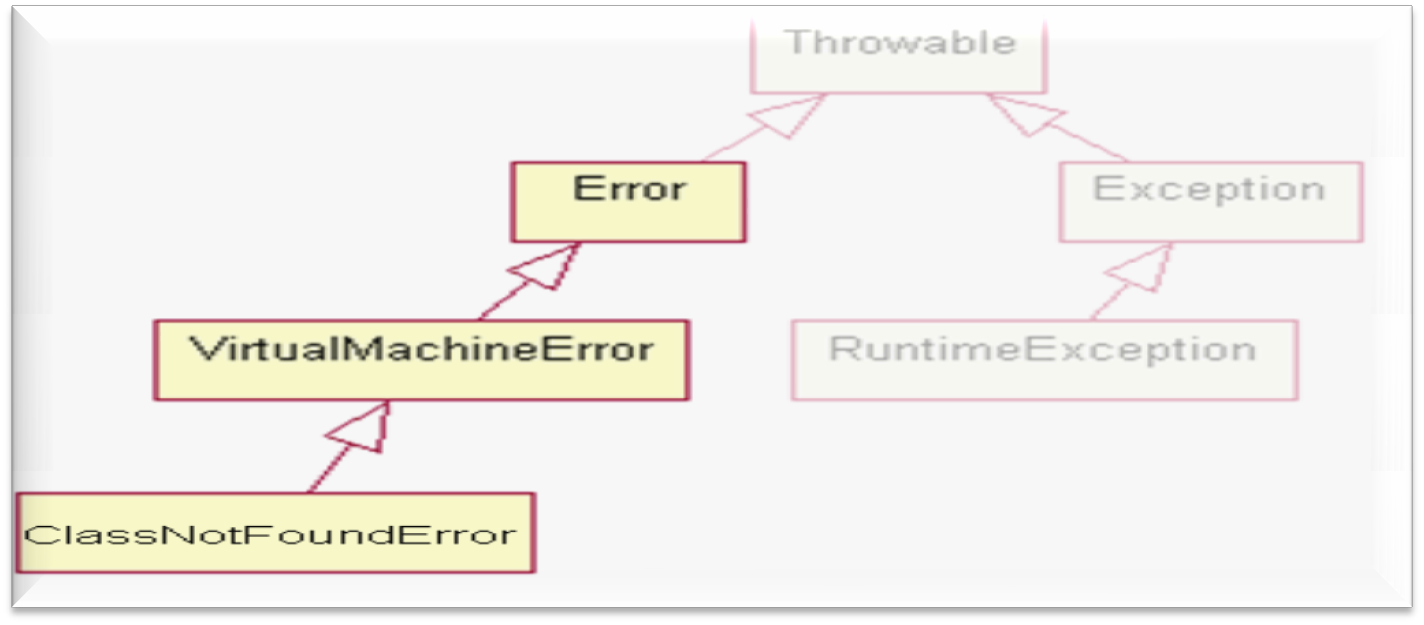 Throwable
Error
Exception
VirtualMachineError
RuntimeException
ClassNotFoundError